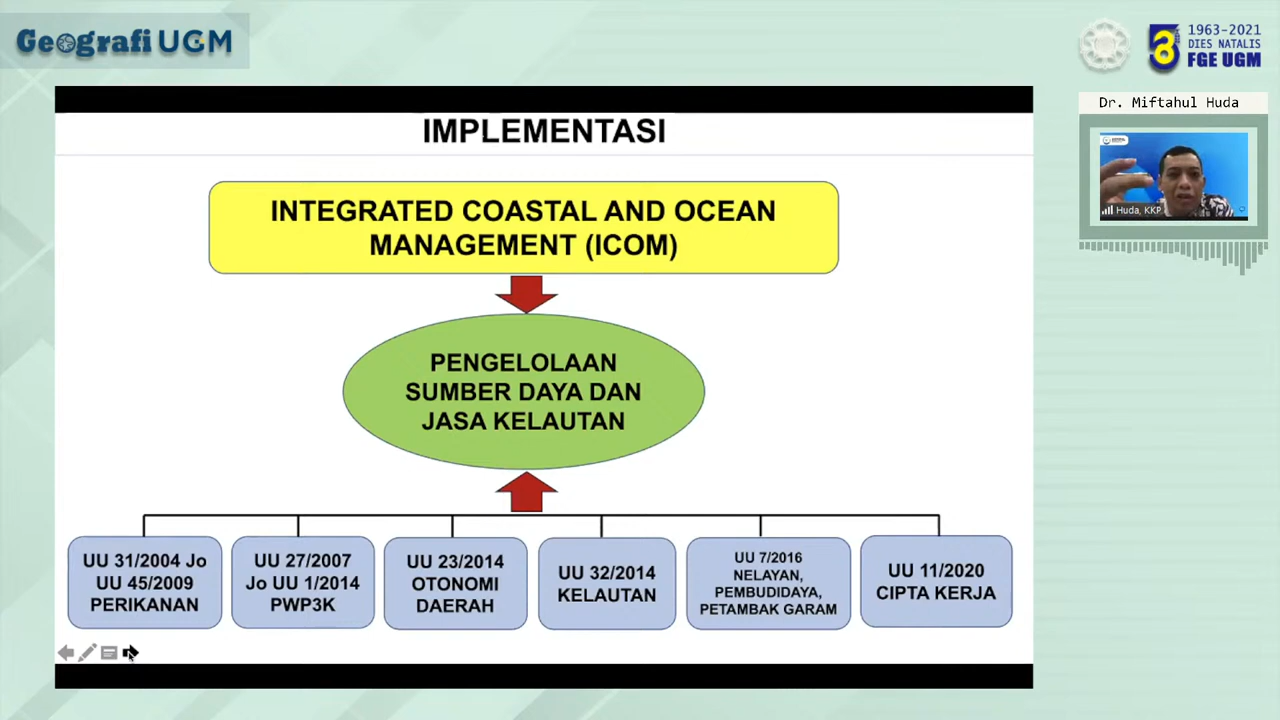 Geografi UGM
1963-2021
DIES NATALIS
FGE UGM
Dr. Miftahul Huda
Huda, KKP
IMPLEMENTASI
INTEGRATED COASTAL AND OCEAN
MANAGEMENT (ICOM)
PENGELOLAAN
SUMBER DAYA DAN
JASA KELAUTAN
UU 31/2004 Jo
UU 45/2009
PERIKANAN
UU 27/2007
Jo UU 1/2014
PWP3K
UU 23/2014
OTONOMI
DAERAH
UU 32/2014
KELAUTAN
UU 7/2016
NELAYAN,
PEMBUDIDAYA,
PETAMBAK GARAM
UU 11/2020
CIPTA KERJA